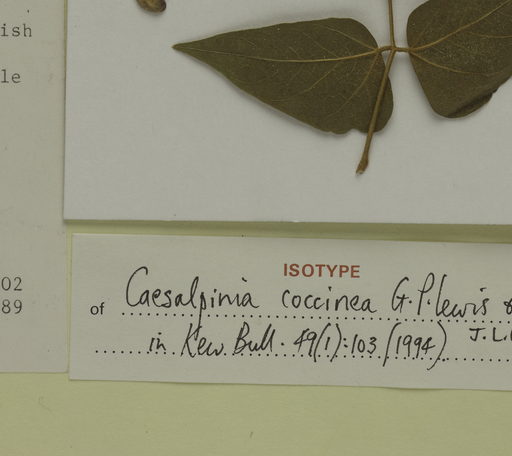 ish
le
02
89
ISOTYPE
of Caesalpinia coccinea G.P. Lewis &
in Kew Bull. 49(1): 103 (1994) J.L.